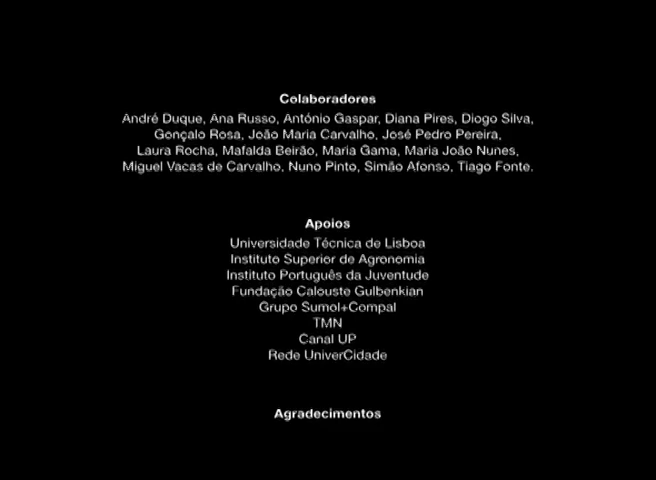 Colaboradores
André Duque, Ana Russo, António Gaspar, Diana Pires, Diogo Silva,
Gonçalo Rosa, João Maria Carvalho, José Pedro Pereira,
Laura Rocha, Mafalda Beirão, Maria Gama, Maria João Nunes,
Miguel Vacas de Carvalho, Nuno Pinto, Simão Afonso, Tiago Fonte.
Apoios
Universidade Técnica de Lisboa
Instituto Superior de Agronomia
Instituto Português da Juventude
Fundação Calouste Gulbenkian
Grupo Sumol+Compal
TMN
Canal UP
Rede UniverCidade
Agradecimentos